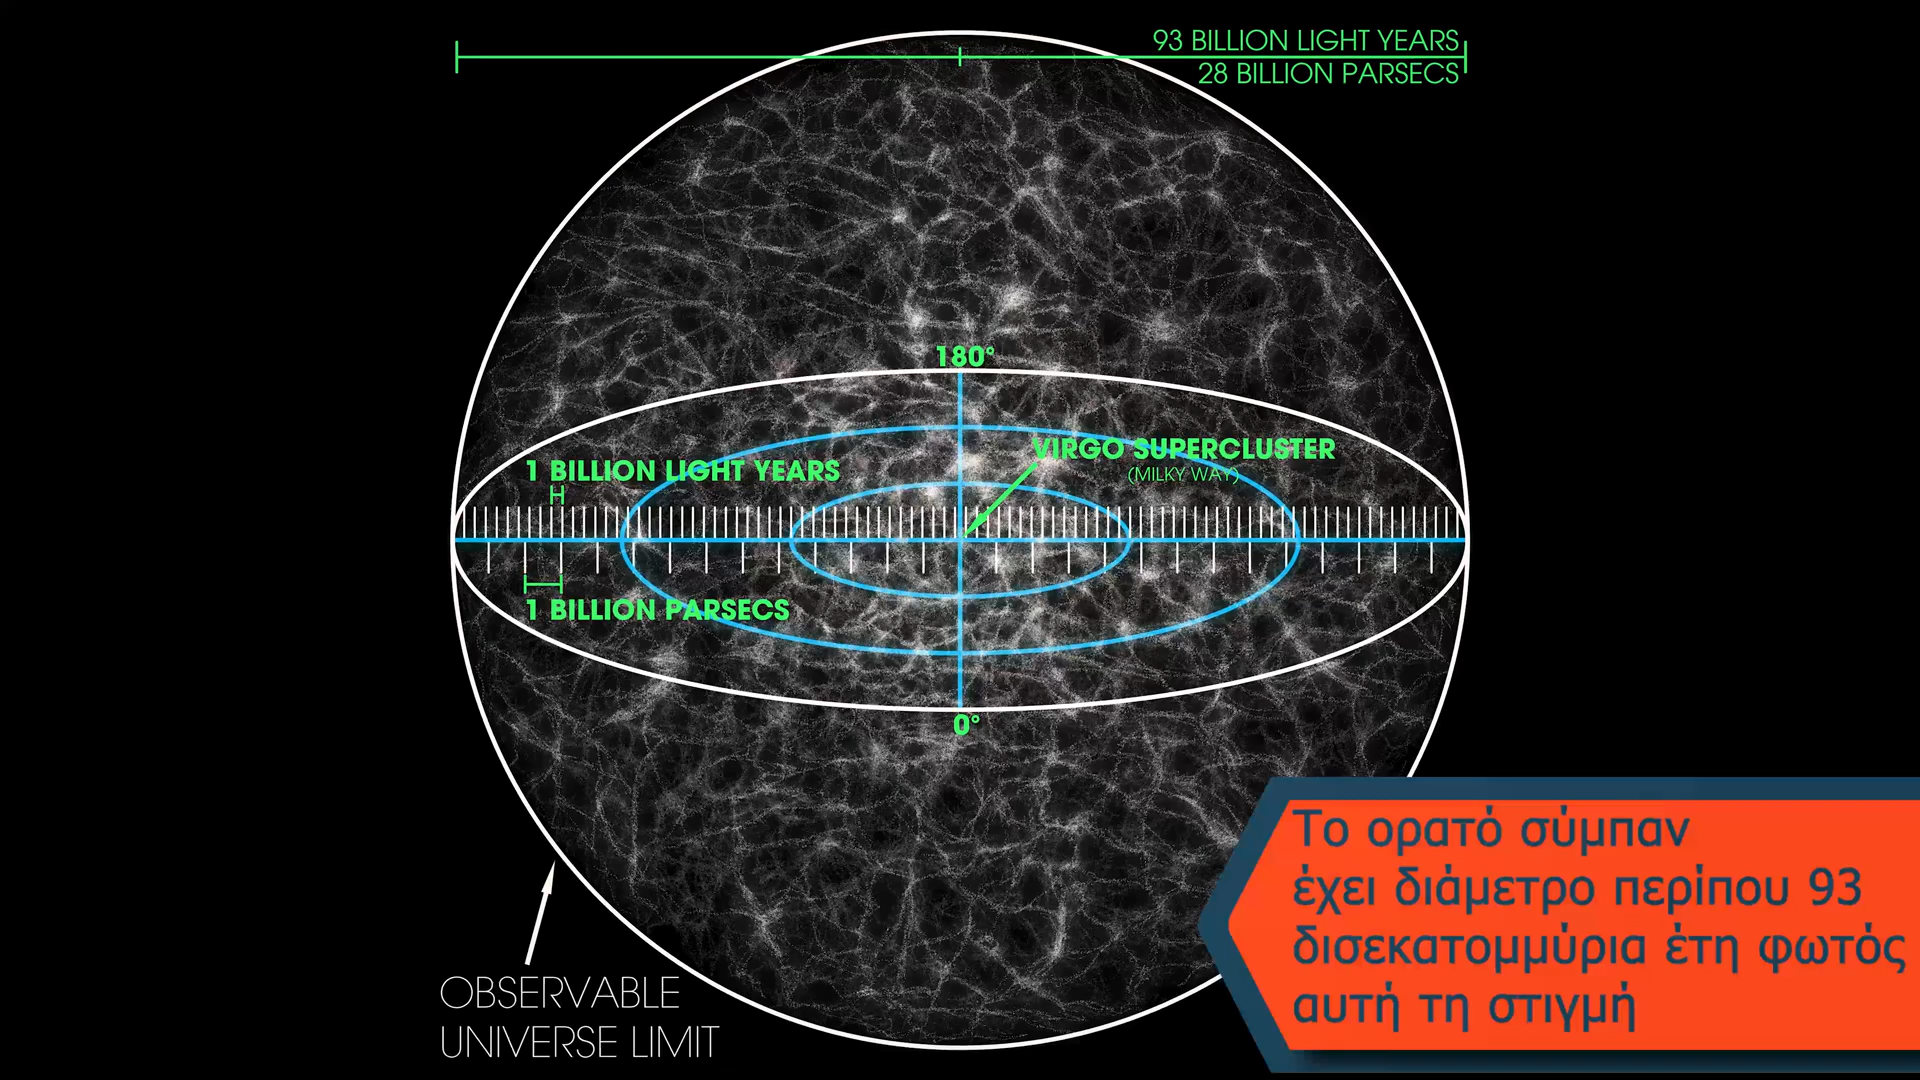 93 BILLION LIGHT YEARS
28 BILLION PARSECS
180°
VIRGO SUPERCLUSTER
(MILKY WAY)
1 BILLION LIGHT YEARS
1 BILLION PARSECS
0°
OBSERVABLE
UNIVERSE LIMIT
Το ορατό σύμπαν
έχει διάμετρο περίπου 93
δισεκατομμύρια έτη φωτός
αυτή τη στιγμή